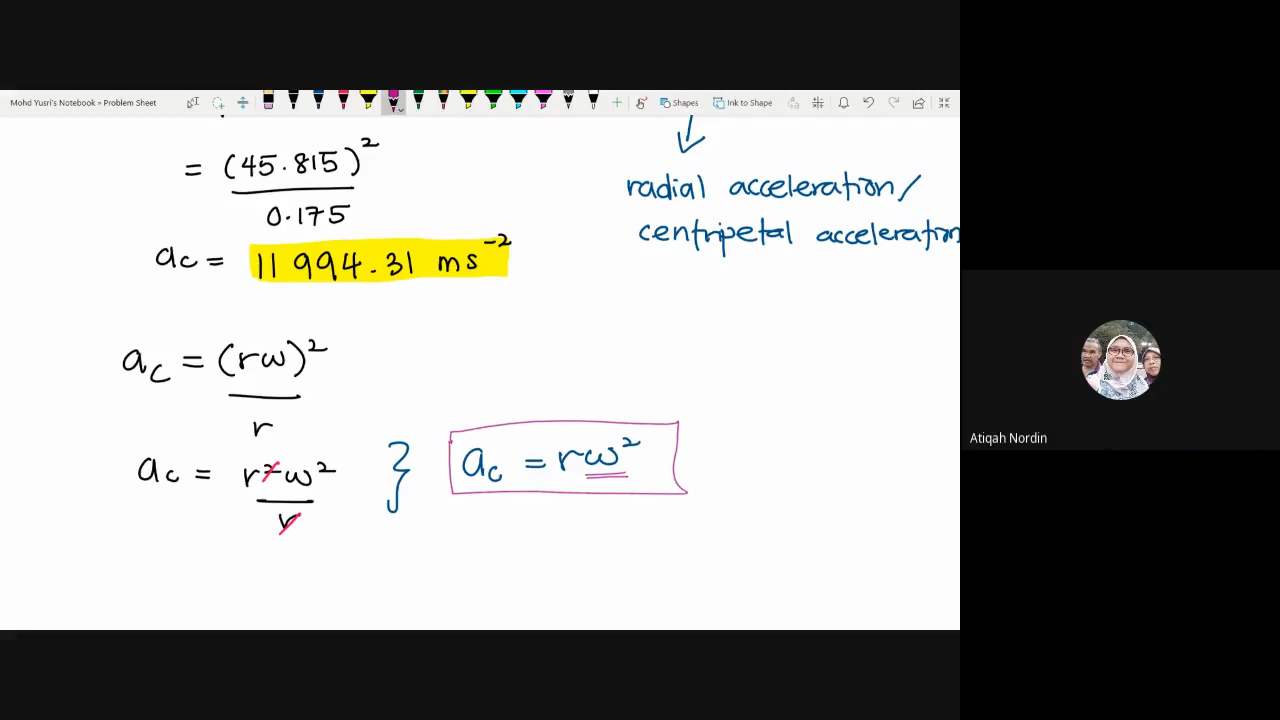 Mohd Yusri's Notebook » Problem Sheet
Shapes
Ink to Shape
= (45.815)²
0.175
ac = 11 994.31 ms⁻²
radial acceleration/
centripetal acceleration
ac = (rω)²
r
ac = r²ω²
r
} ac = rω²
Atiqah Nordin